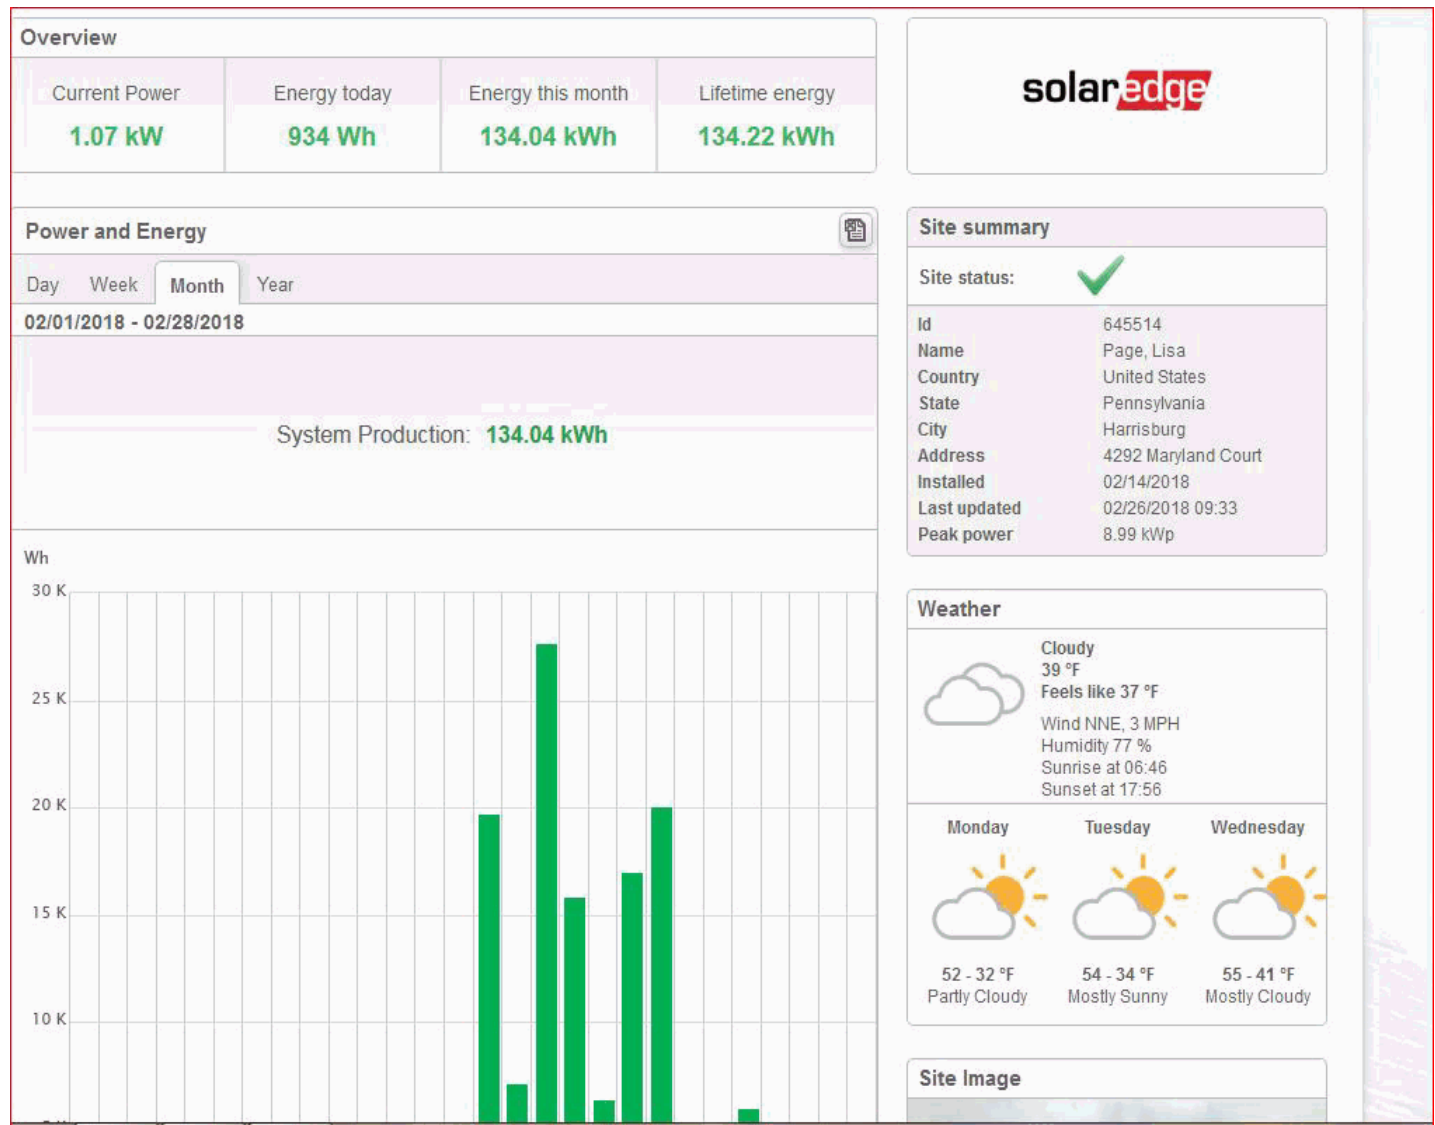 Overview
Current Power
1.07 kW
Energy today
934 Wh
Energy this month
134.04 kWh
Lifetime energy
134.22 kWh
solaredge
Power and Energy
Day Week Month Year
02/01/2018 - 02/28/2018
System Production: 134.04 kWh
Wh
30 K
25 K
20 K
15 K
10 K
Site summary
Site status:
Id 645514
Name Page, Lisa
Country United States
State Pennsylvania
City Harrisburg
Address 4292 Maryland Court
Installed 02/14/2018
Last updated 02/26/2018 09:33
Peak power 8.99 kWp
Weather
Cloudy
39 °F
Feels like 37 °F
Wind NNE, 3 MPH
Humidity 77 %
Sunrise at 06:46
Sunset at 17:56
Monday Tuesday Wednesday
52 - 32 °F 54 - 34 °F 55 - 41 °F
Partly Cloudy Mostly Sunny Mostly Cloudy
Site Image